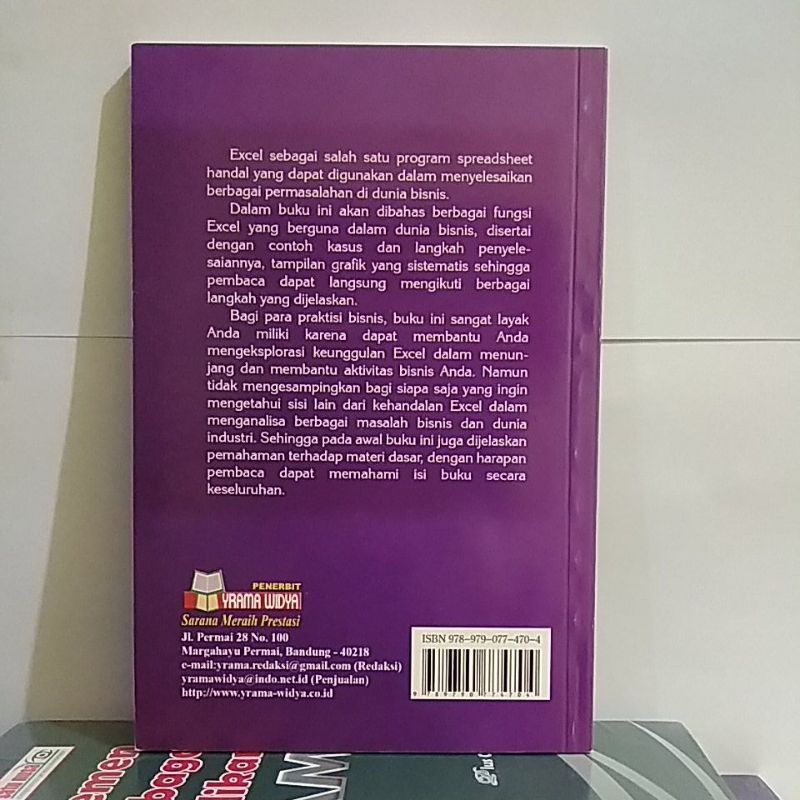 Excel sebagai salah satu program spreadsheet
handal yang dapat digunakan dalam menyelesaikan
berbagai permasalahan di dunia bisnis.
Dalam buku ini akan dibahas berbagai fungsi
Excel yang berguna dalam dunia bisnis, disertai
dengan contoh kasus dan langkah penyele-
saiannya, tampilan grafik yang sistematis sehingga
pembaca dapat langsung mengikuti berbagai
langkah yang dijelaskan.
Bagi para praktisi bisnis, buku ini sangat layak
Anda miliki karena dapat membantu Anda
mengeksplorasi keunggulan Excel dalam menun-
jang dan membantu aktivitas bisnis Anda. Namun
tidak mengesampingkan bagi siapa saja yang ingin
mengetahui sisi lain dari kehandalan Excel dalam
menganalisa berbagai masalah bisnis dan dunia
industri. Sehingga pada awal buku ini juga dijelaskan
pemahaman terhadap materi dasar, dengan harapan
pembaca dapat memahami isi buku secara
keseluruhan.
PENERBIT
YRAMA WIDYA
Sarana Meraih Prestasi
Jl. Permai 28 No. 100
Margahayu Permai, Bandung - 40218
e-mail:yrama.redaksi@gmail.com (Redaksi)
yramawidya@indo.net.id (Penjualan)
http://www.yrama-widya.co.id
ISBN 978-979-077-470-4
9 789790 774704